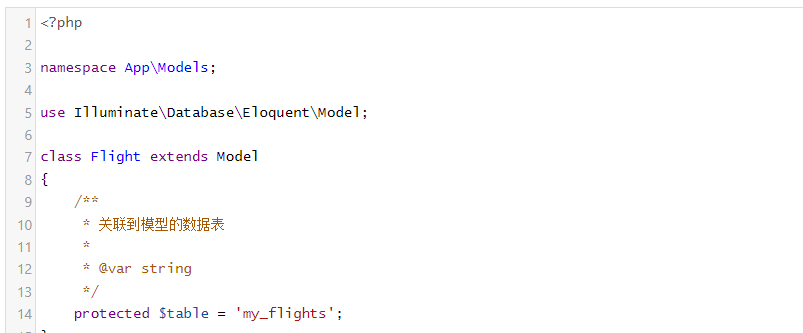 1 <?php
2
3 namespace App\Models;
4
5 use Illuminate\Database\Eloquent\Model;
6
7 class Flight extends Model
8 {
9     /**
10      * 关联到模型的数据表
11      *
12      * @var string
13      */
14     protected $table = 'my_flights';